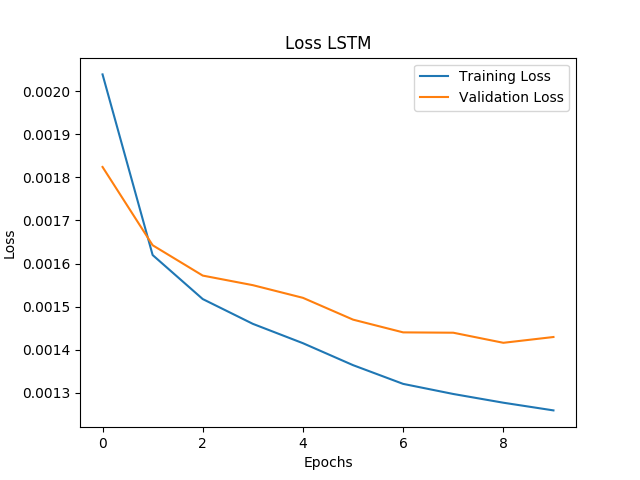 Loss LSTM
Training Loss
Validation Loss
0.0020
0.0019
0.0018
0.0017
0.0016
0.0015
0.0014
0.0013
Loss
0
2
4
6
8
Epochs